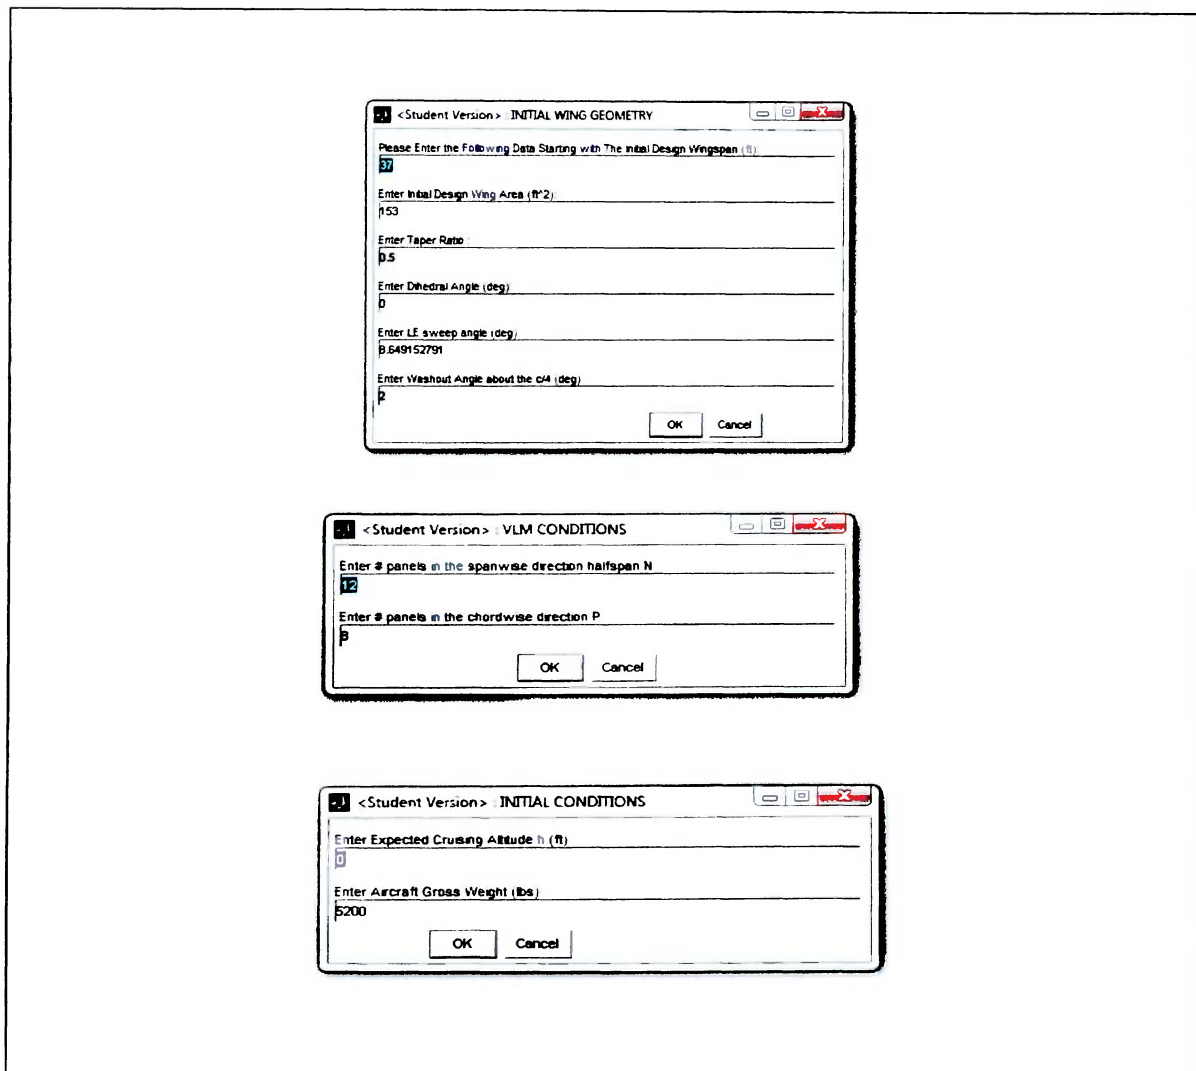 <Student Version> : INITIAL WING GEOMETRY
Please Enter the Following Data Starting with The Initial Design Wingspan (ft):
37
Enter Initial Design Wing Area (ft^2):
153
Enter Taper Ratio :
0.5
Enter Dihedral Angle (deg)
0
Enter LE sweep angle (deg)
8.649152791
Enter Washout Angle about the c/4 (deg)
2
OK Cancel
<Student Version> : VLM CONDITIONS
Enter # panels in the spanwise direction halfspan N
12
Enter # panels in the chordwise direction P
8
OK Cancel
<Student Version> : INITIAL CONDITIONS
Enter Expected Cruising Altitude h (ft)
0
Enter Aircraft Gross Weight (lbs)
5200
OK Cancel